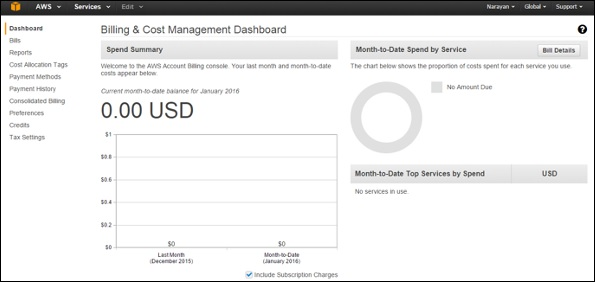 AWS Services Edit Narayan Global Support
Dashboard
Bills
Reports
Cost Allocation Tags
Payment Methods
Payment History
Consolidated Billing
Preferences
Credits
Tax Settings
Billing & Cost Management Dashboard
?
Spend Summary
Welcome to the AWS Account Billing console. Your last month and month-to-date
costs appear below.
Current month-to-date balance for January 2016
0.00 USD
$1
$0.8
$0.6
$0.4
$0.2
$0
$0 $0
Last Month Month-to-Date
(December 2015) (January 2016)
Include Subscription Charges
Month-to-Date Spend by Service Bill Details
The chart below shows the proportion of costs spent for each service you use.
No Amount Due
Month-to-Date Top Services by Spend USD
No services in use